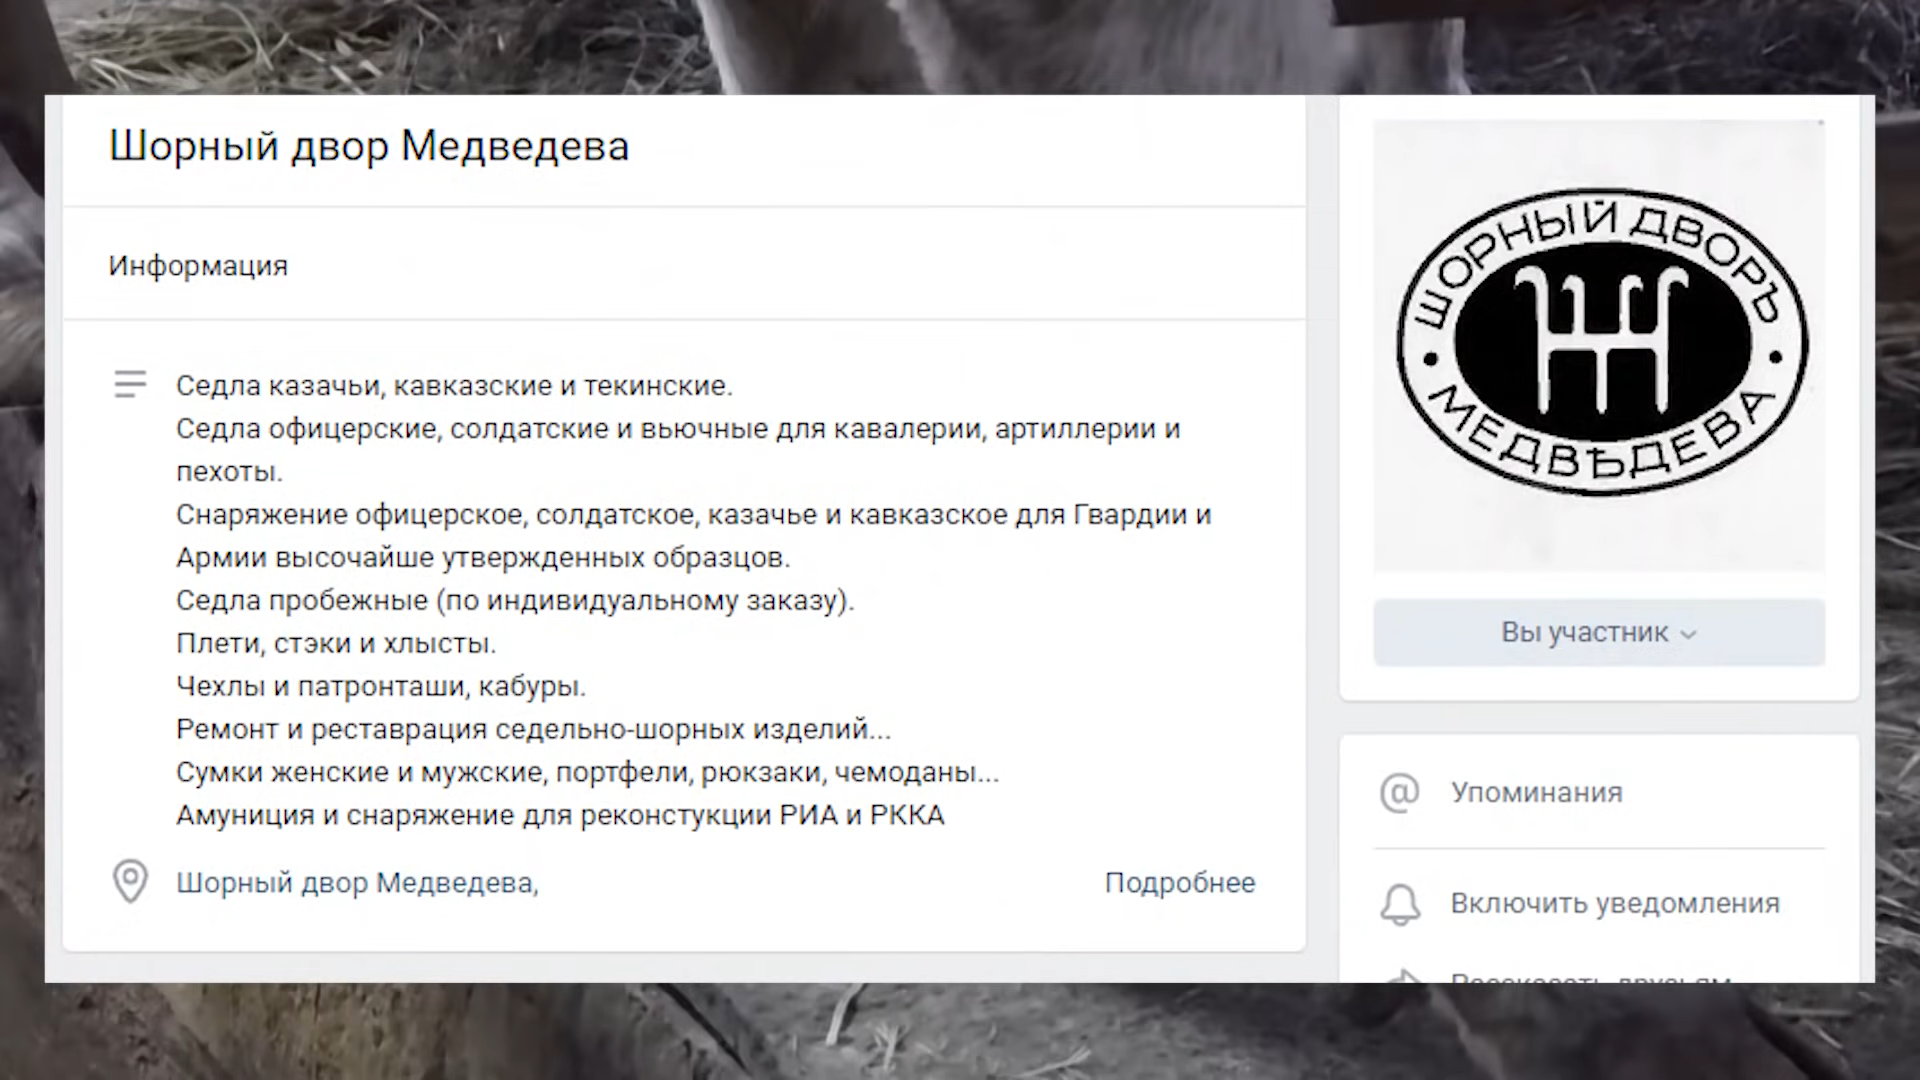 Шорный двор Медведева
Информация
Седла казачьи, кавказские и текинские.
Седла офицерские, солдатские и вьючные для кавалерии, артиллерии и
пехоты.
Снаряжение офицерское, солдатское, казачье и кавказское для Гвардии и
Армии высочайше утвержденных образцов.
Седла пробежные (по индивидуальному заказу).
Плети, стэки и хлысты.
Чехлы и патронташи, кабуры.
Ремонт и реставрация седельно-шорных изделий...
Сумки женские и мужские, портфели, рюкзаки, чемоданы...
Амуниция и снаряжение для реконстукции РИА и РККА
Шорный двор Медведева,
Подробнее
ШОРНЫЙ ДВОРЪ
МЕДВѢДЕВА
Вы участник
Упоминания
Включить уведомления
Рассказать друзьям